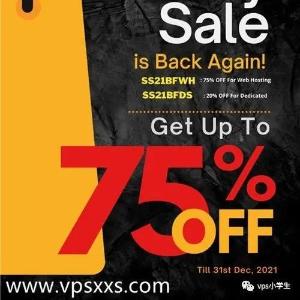 Sale
is Back Again!
SS21BFWH : 75% OFF For Web Hosting
SS21BFDS : 20% OFF For Dedicated
Get Up To
75%
OFF
Till 31st Dec, 2021
www.vpsxxs.com
vps小学生